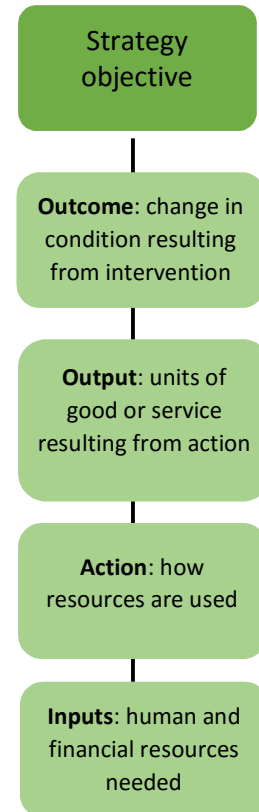 Strategy
objective
Outcome: change in
condition resulting
from intervention
Output: units of
good or service
resulting from action
Action: how
resources are used
Inputs: human and
financial resources
needed